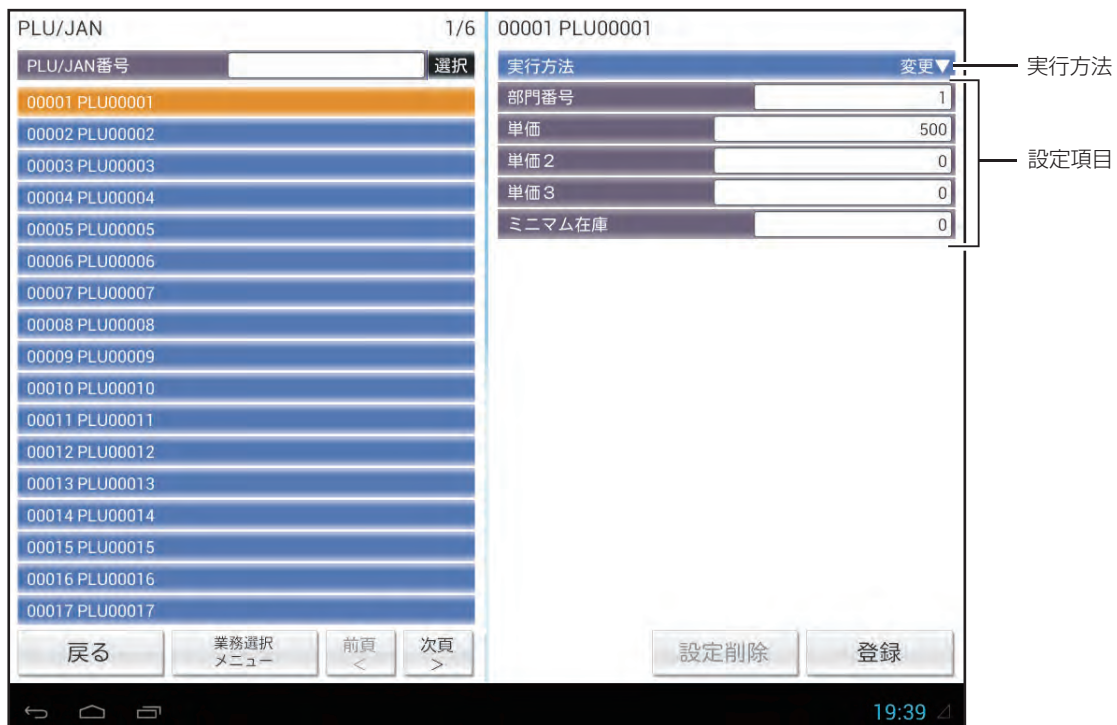 PLU/JAN 1/6
PLU/JAN番号 選択
00001 PLU00001
00002 PLU00002
00003 PLU00003
00004 PLU00004
00005 PLU00005
00006 PLU00006
00007 PLU00007
00008 PLU00008
00009 PLU00009
00010 PLU00010
00011 PLU00011
00012 PLU00012
00013 PLU00013
00014 PLU00014
00015 PLU00015
00016 PLU00016
00017 PLU00017
戻る
業務選択
メニュー
前頁
<
次頁
>
00001 PLU00001
実行方法 変更▼
部門番号 1
単価 500
単価2 0
単価3 0
ミニマム在庫 0
設定削除
登録
19:39
実行方法
設定項目